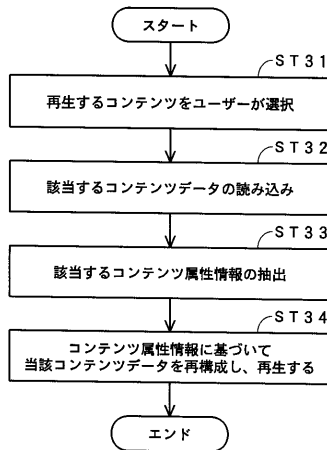 スタート
ST31
再生するコンテンツをユーザーが選択
ST32
該当するコンテンツデータの読み込み
ST33
該当するコンテンツ属性情報の抽出
ST34
コンテンツ属性情報に基づいて
当該コンテンツデータを再構成し、再生する
エンド